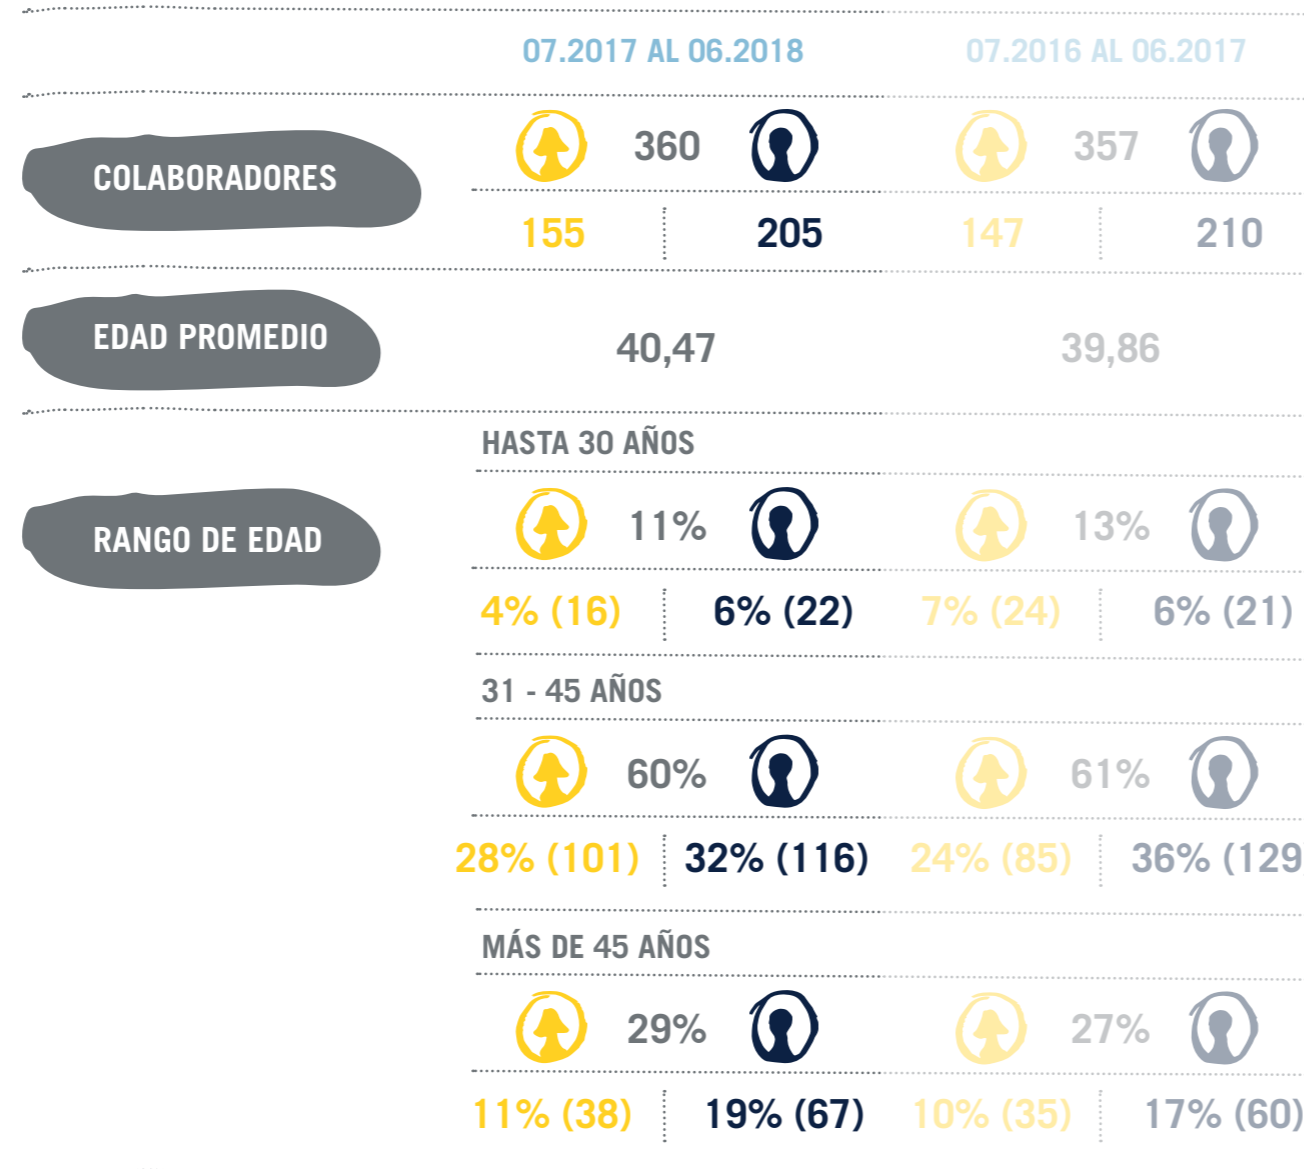 07.2017 AL 06.2018 07.2016 AL 06.2017
COLABORADORES
360 357
155 205 147 210
EDAD PROMEDIO
40,47 39,86
HASTA 30 AÑOS
RANGO DE EDAD
11% 13%
4% (16) 6% (22) 7% (24) 6% (21)
31 - 45 AÑOS
60% 61%
28% (101) 32% (116) 24% (85) 36% (129
MÁS DE 45 AÑOS
29% 27%
11% (38) 19% (67) 10% (35) 17% (60)